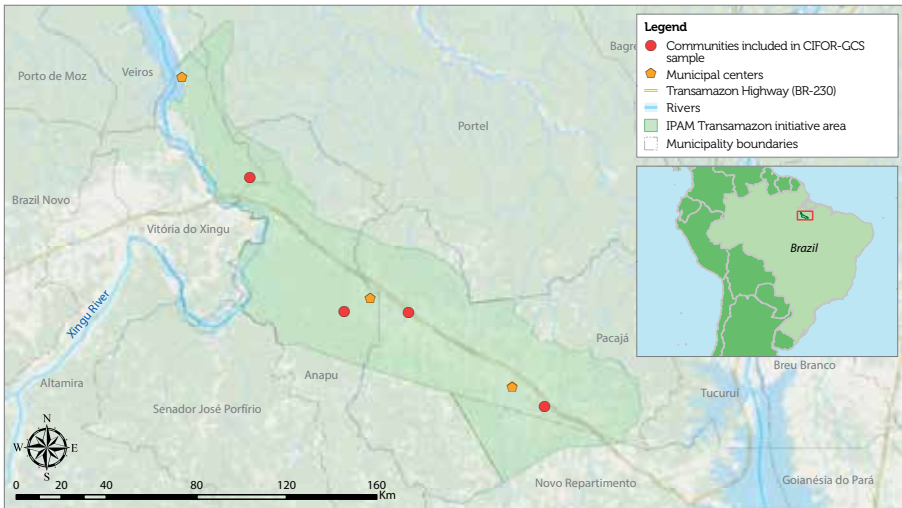 Legend
Communities included in CIFOR-GCS
sample
Municipal centers
Transamazon Highway (BR-230)
Rivers
IPAM Transamazon initiative area
Municipality boundaries
Bagre
Porto de Moz
Veiros
Portel
Brazil Novo
Vitória do Xingu
Brazil
Xingu River
Pacajá
Breu Branco
Anapu
Altamira
Tucuruí
Senador José Porfírio
N
W
E
S
Novo Repartimento
Goianésia do Pará
0 20 40 80 120 160
Km